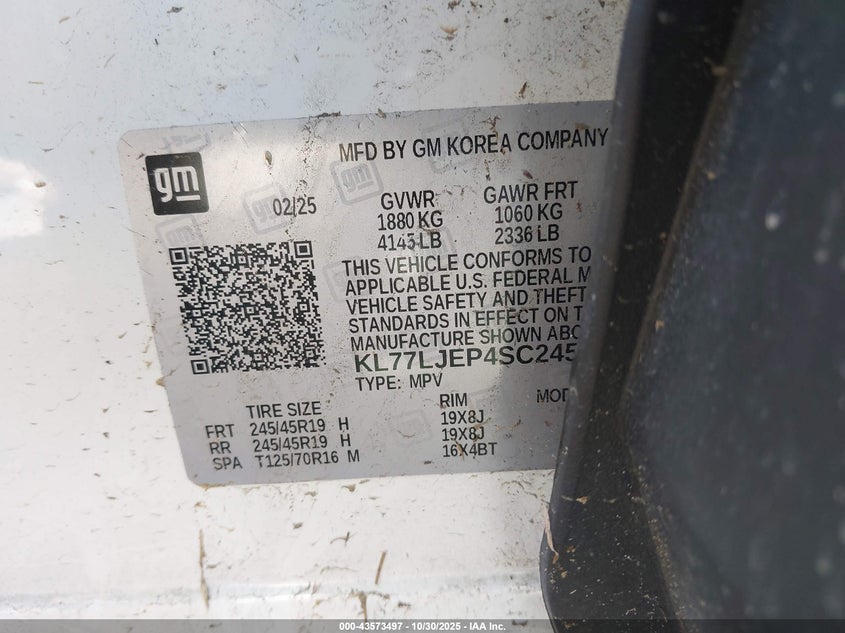 gm
MFD BY GM KOREA COMPANY
02/25
GVWR GAWR FRT
1880 KG 1060 KG
4145 LB 2336 LB
THIS VEHICLE CONFORMS TO
APPLICABLE U.S. FEDERAL M
VEHICLE SAFETY AND THEFT
STANDARDS IN EFFECT ON T
MANUFACTURE SHOWN ABO
KL77LJEP4SC245
TYPE: MPV
TIRE SIZE RIM MOD
FRT 245/45R19 H 19X8J
RR 245/45R19 H 19X8J
SPA T125/70R16 M 16X4BT
000-43573497 - 10/30/2025 - IAA Inc.